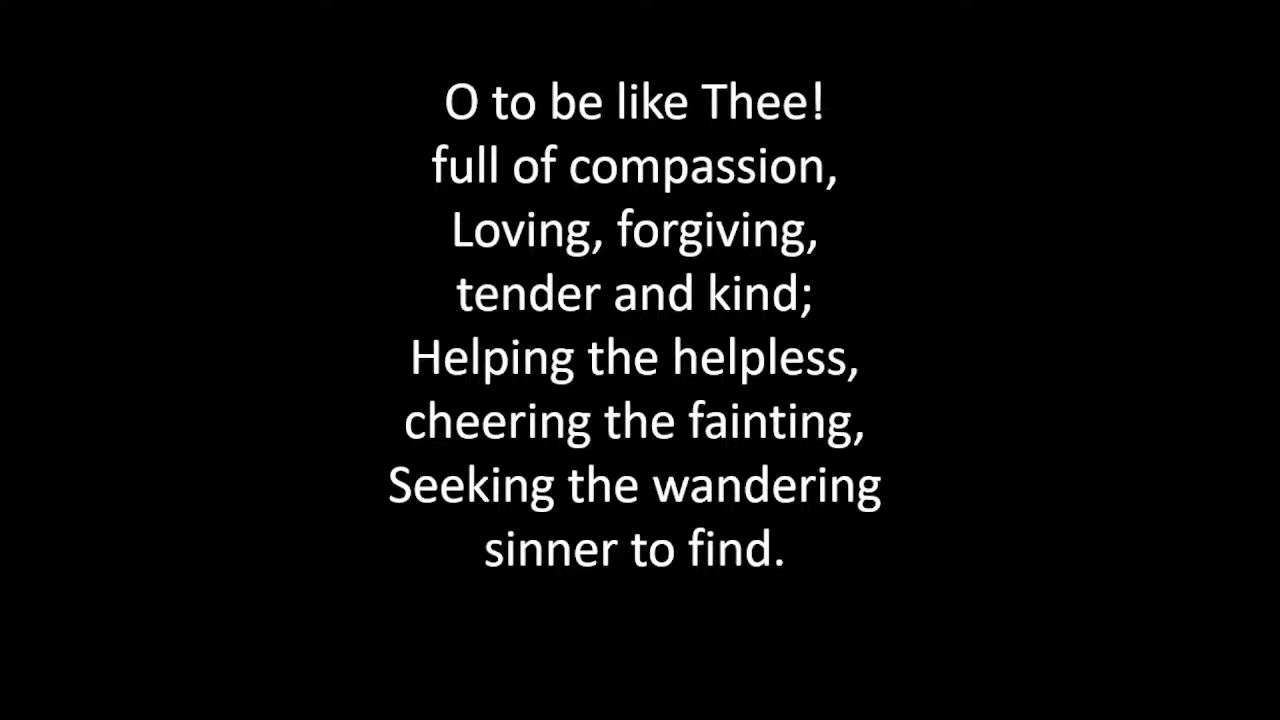 O to be like Thee!
full of compassion,
Loving, forgiving,
tender and kind;
Helping the helpless,
cheering the fainting,
Seeking the wandering
sinner to find.